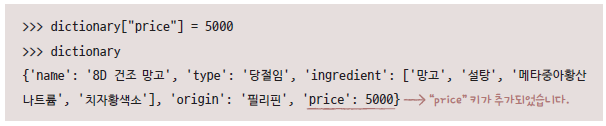 >>> dictionary["price"] = 5000
>>> dictionary
{'name': '8D 건조 망고', 'type': '당절임', 'ingredient': ['망고', '설탕', '메타중아황산
나트륨', '치자황색소'], 'origin': '필리핀', 'price': 5000} → "price" 키가 추가되었습니다.